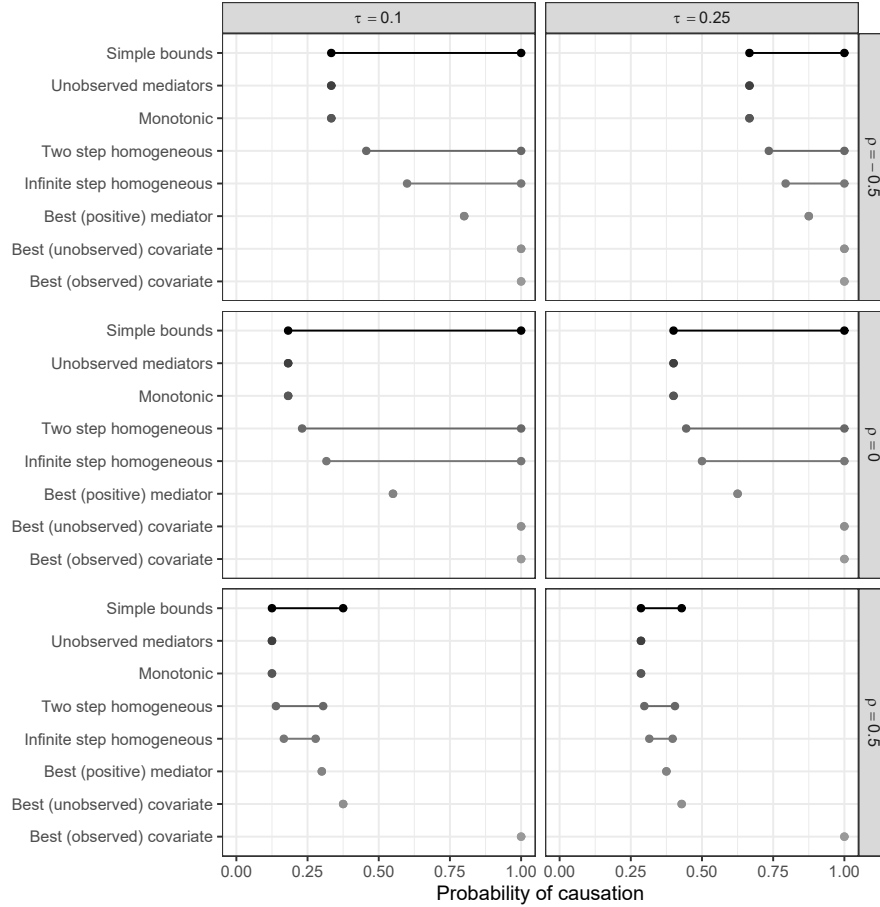 τ = 0.1
τ = 0.25
Simple bounds
Unobserved mediators
Monotonic
Two step homogeneous
Infinite step homogeneous
Best (positive) mediator
Best (unobserved) covariate
Best (observed) covariate
ρ = − 0.5
Simple bounds
Unobserved mediators
Monotonic
Two step homogeneous
Infinite step homogeneous
Best (positive) mediator
Best (unobserved) covariate
Best (observed) covariate
ρ = 0
Simple bounds
Unobserved mediators
Monotonic
Two step homogeneous
Infinite step homogeneous
Best (positive) mediator
Best (unobserved) covariate
Best (observed) covariate
ρ = 0.5
0.00 0.25 0.50 0.75 1.00
0.00 0.25 0.50 0.75 1.00
Probability of causation